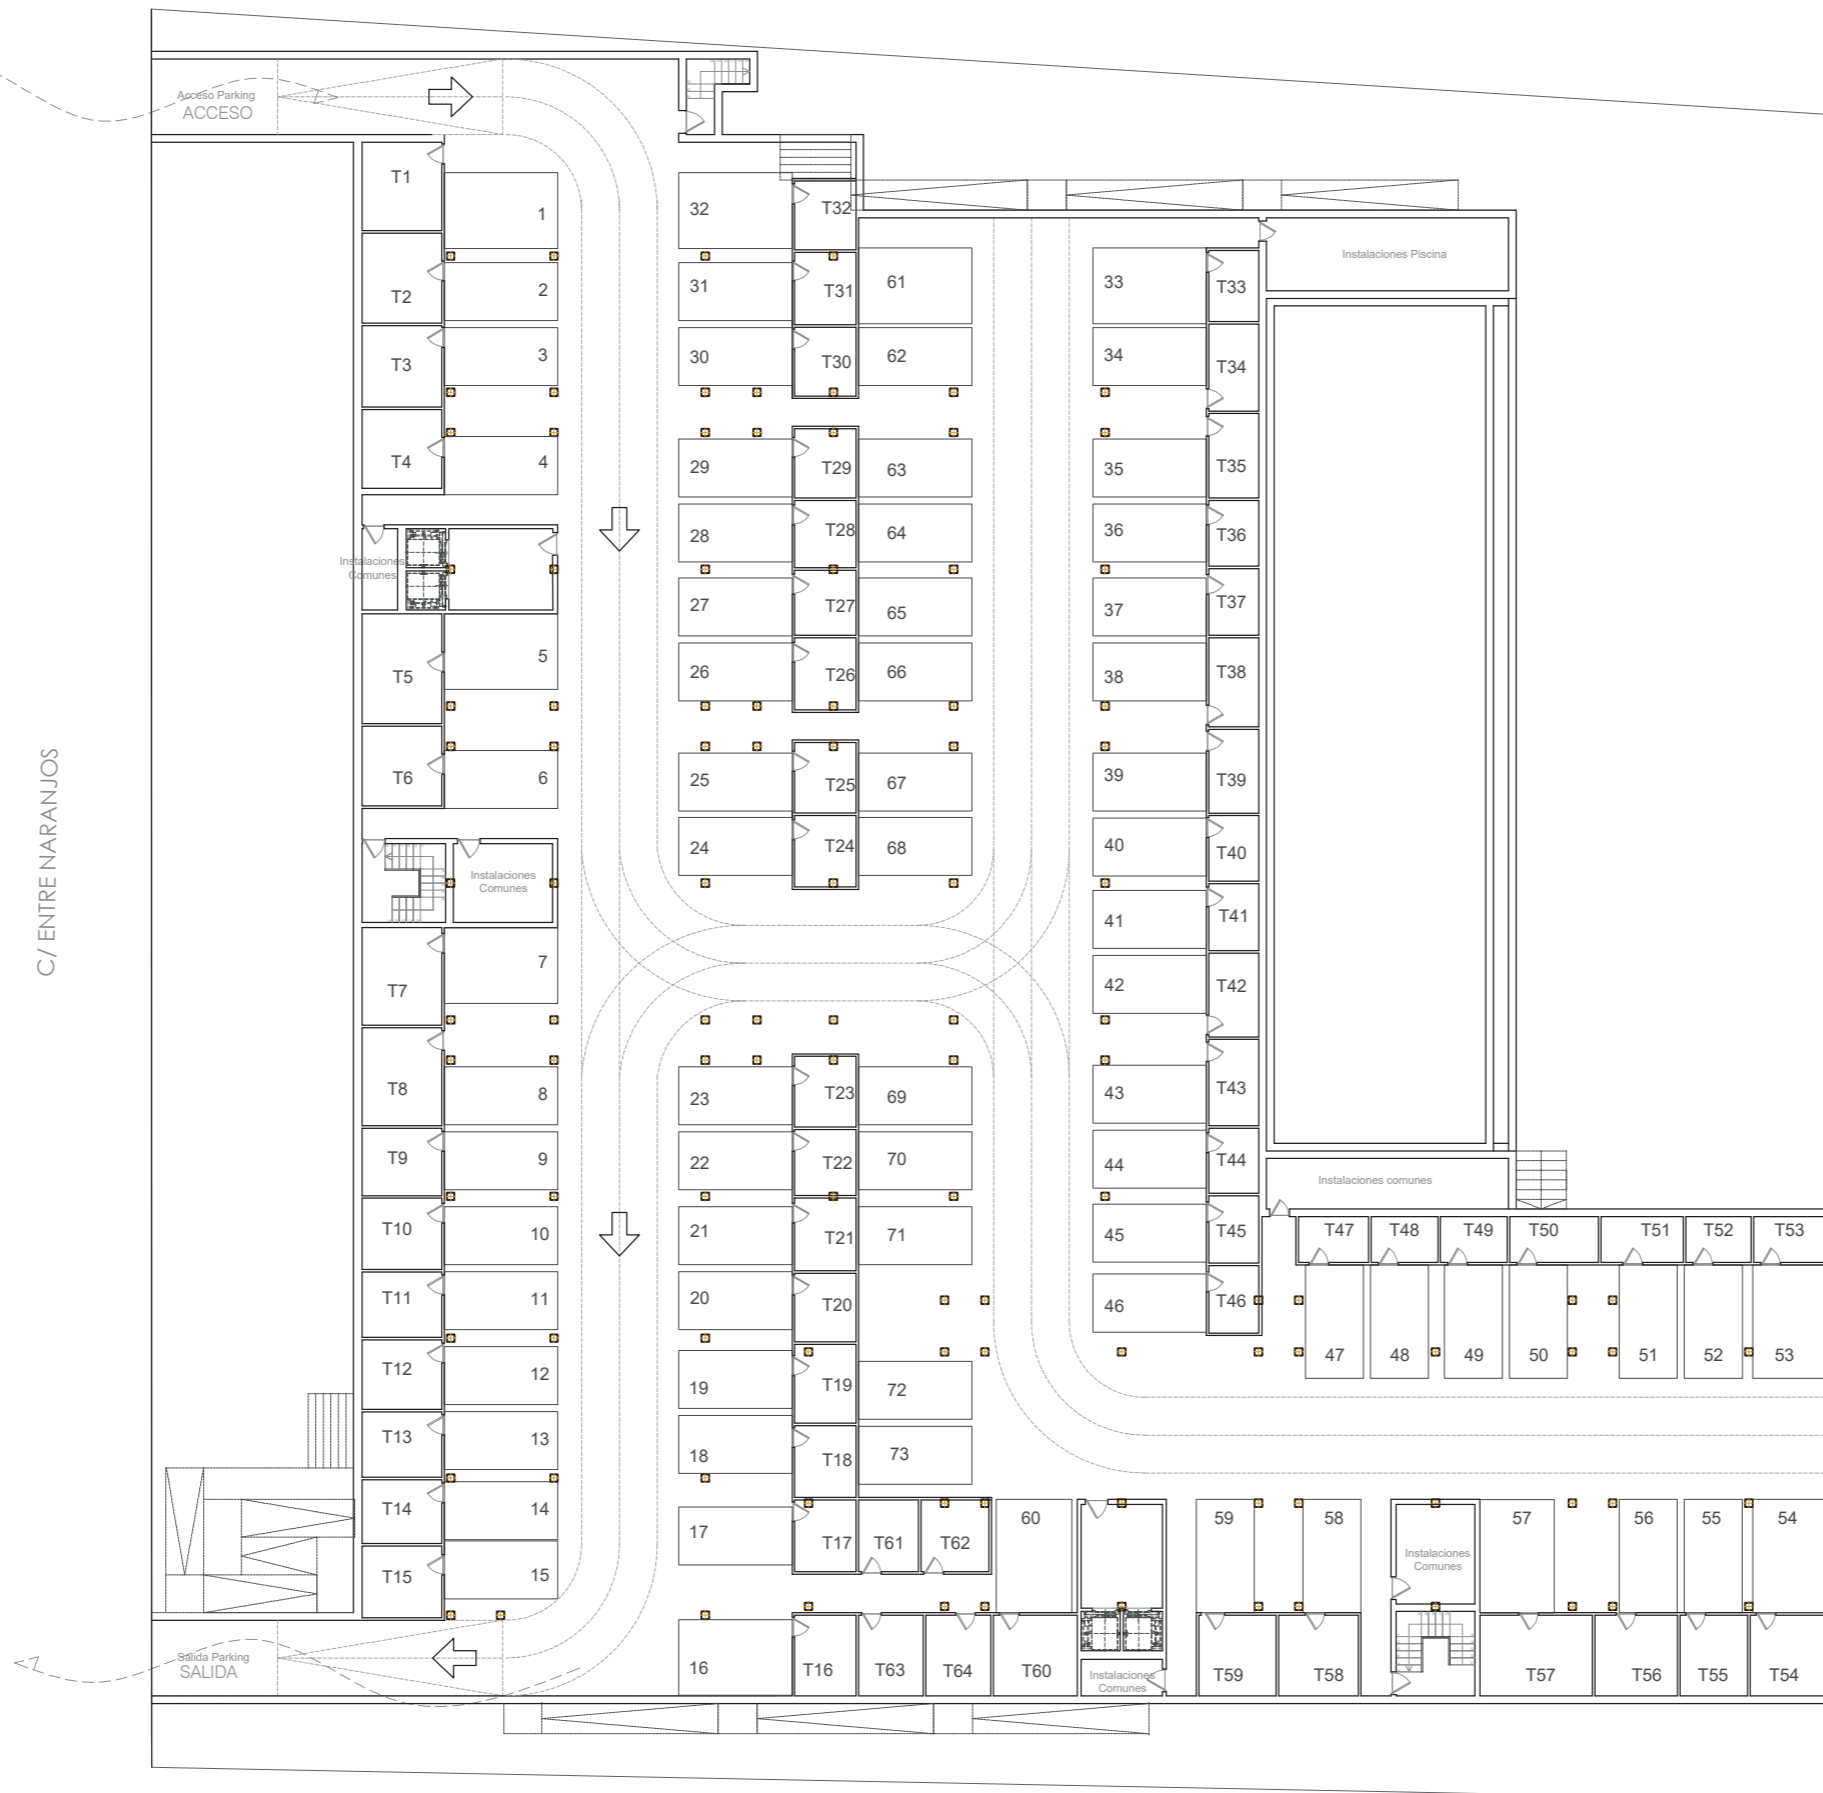 Acceso Parking
ACCESO
T1
1
32
T32
T2
2
31
T31
61
33
T33
Instalaciones Piscina
T3
3
30
T30
62
34
T34
T4
4
29
T29
63
35
T35
28
T28
64
36
T36
Instalaciones
Comunes
27
T27
65
37
T37
T5
5
26
T26
66
38
T38
T6
6
25
T25
67
39
T39
24
T24
68
40
T40
Instalaciones
Comunes
C/ ENTRE NARANJOS
41
T41
T7
7
42
T42
T8
8
23
T23
69
43
T43
T9
9
22
T22
70
44
T44
Instalaciones comunes
T10
10
21
T21
71
45
T45
T47
T48
T49
T50
T51
T52
T53
T11
11
20
T20
46
T46
47
48
49
50
51
52
53
T12
12
19
T19
72
T13
13
18
T18
73
T14
14
17
T17
T61
T62
60
59
58
57
56
55
54
Instalaciones
Comunes
T15
15
Salida Parking
SALIDA
16
T16
T63
T64
T60
Instalaciones
Comunes
T59
T58
T57
T56
T55
T54